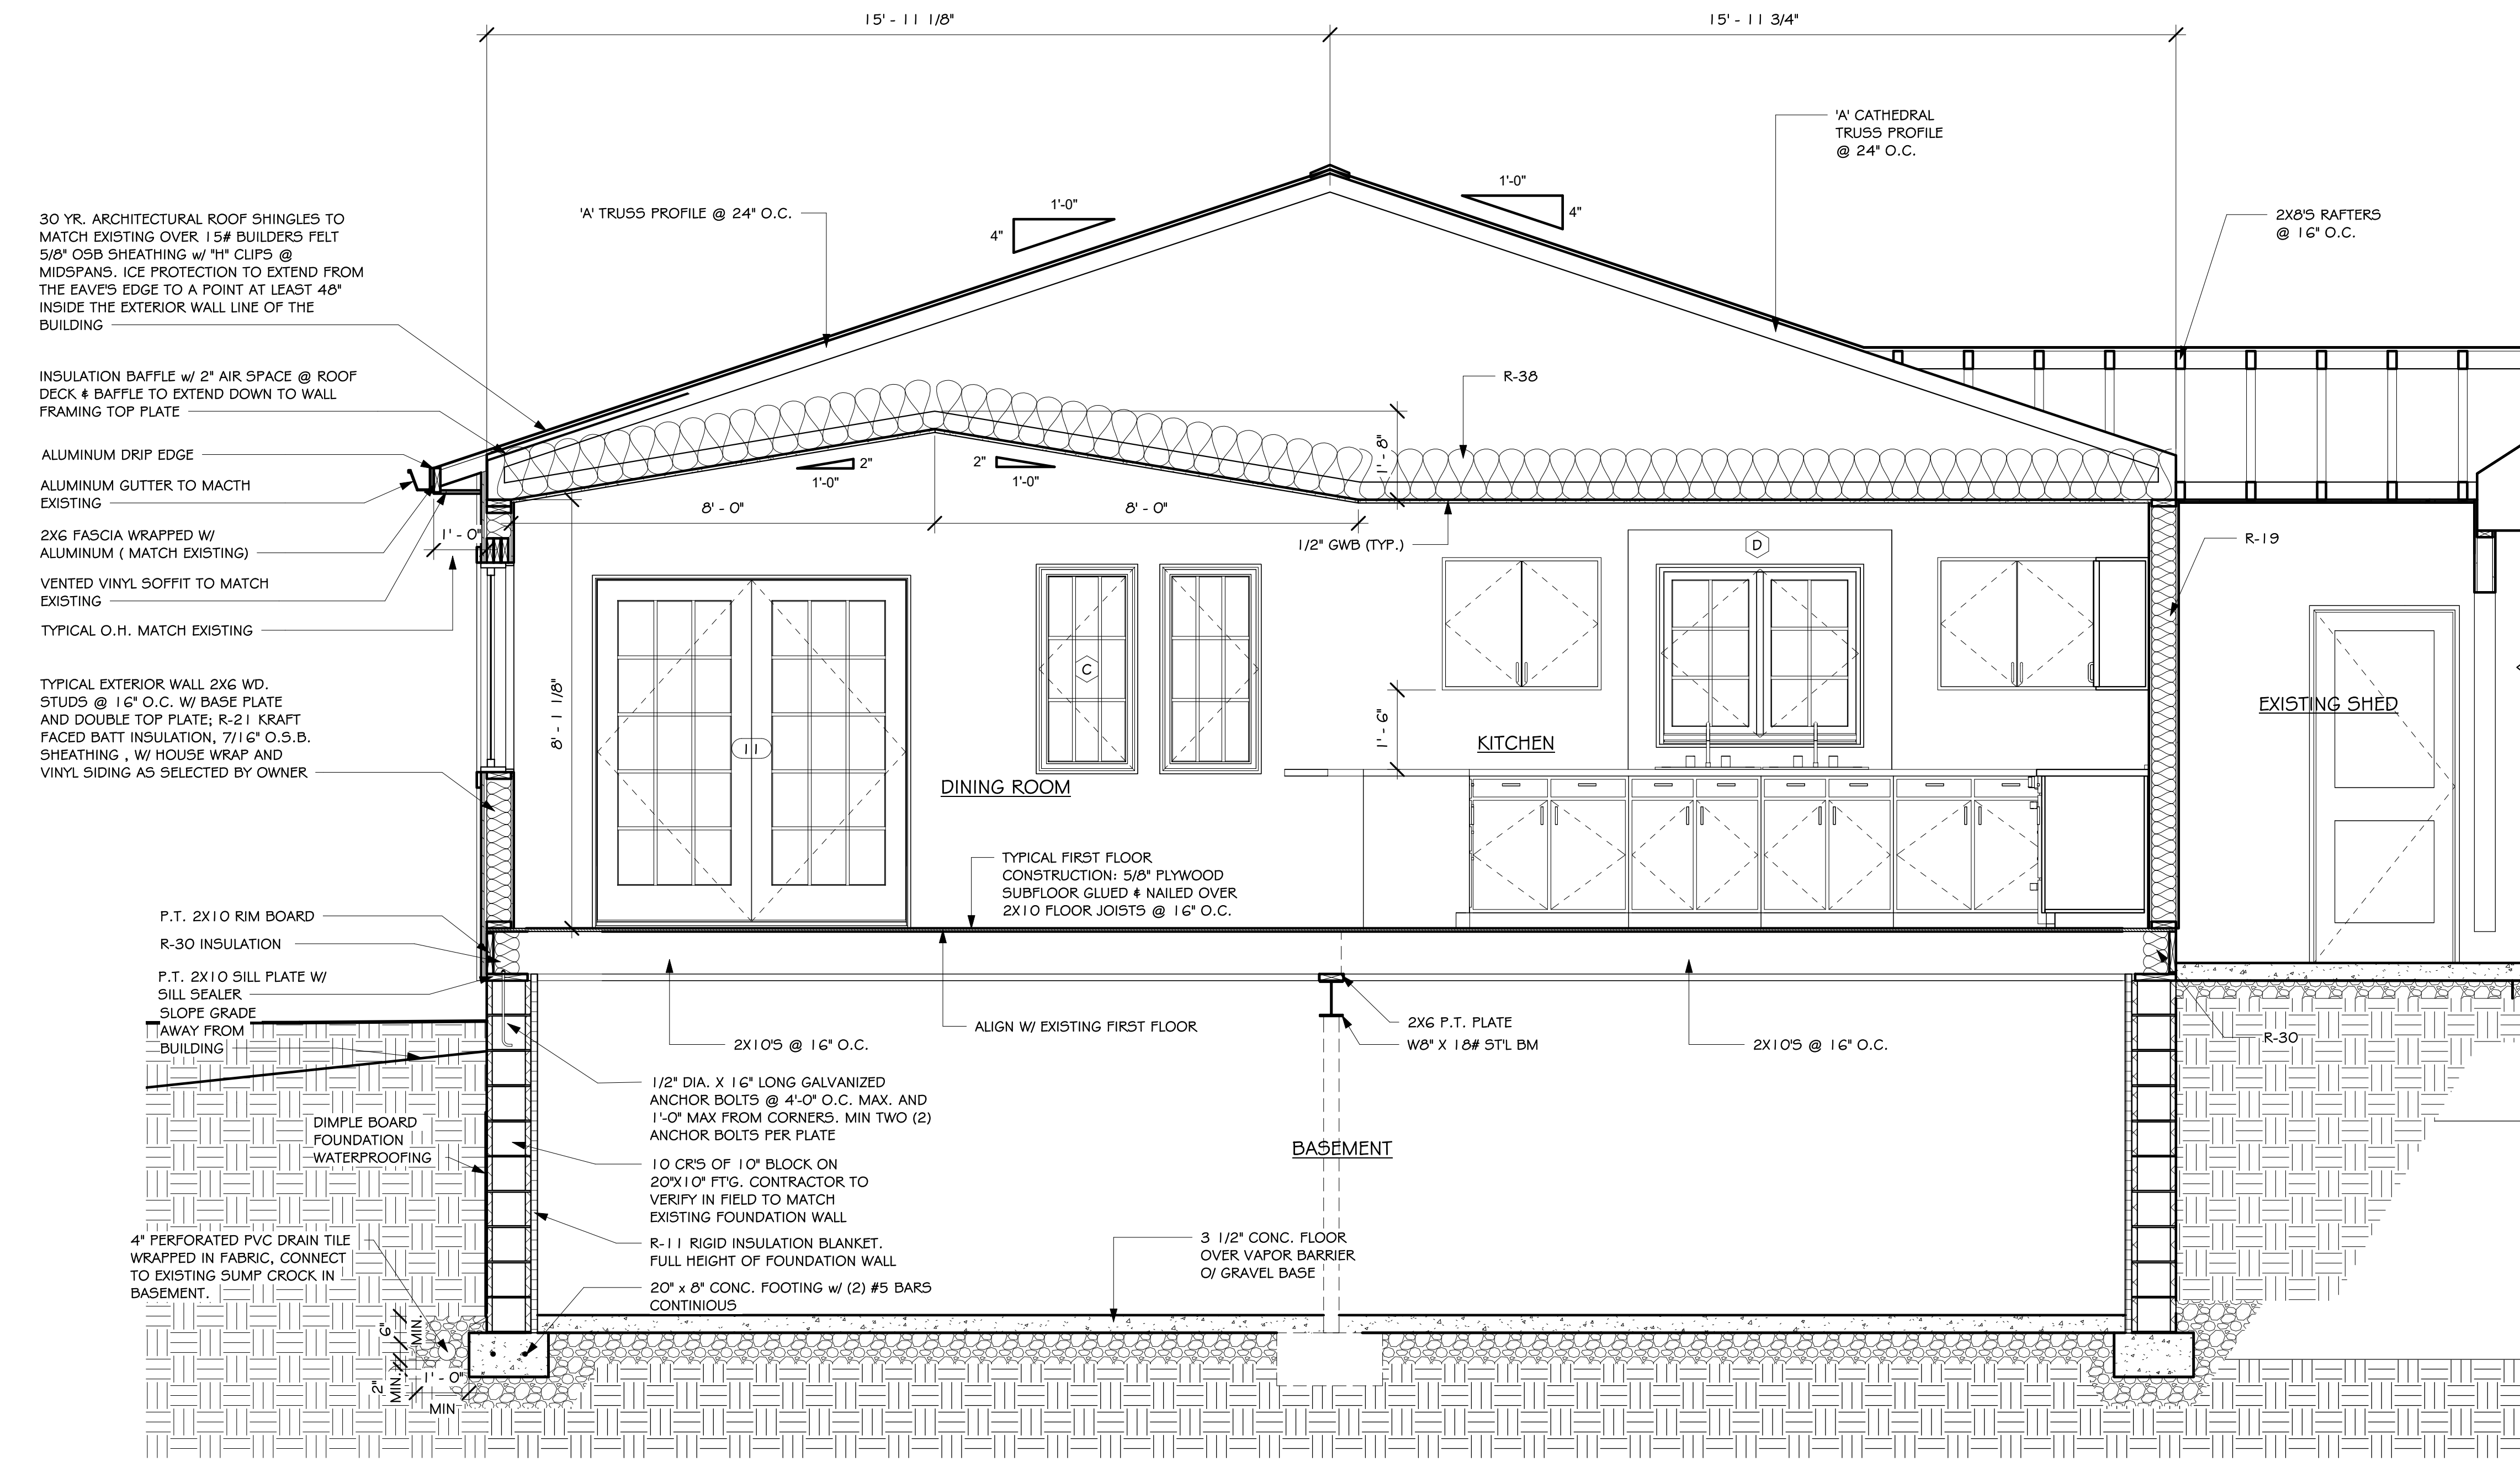 15' - 11 1/8"
15' - 11 3/4"
'A' CATHEDRAL
TRUSS PROFILE
@ 24" O.C.
'A' TRUSS PROFILE @ 24" O.C.
1'-0"
4"
1'-0"
4"
2X8'S RAFTERS
@ 16" O.C.
30 YR. ARCHITECTURAL ROOF SHINGLES TO
MATCH EXISTING OVER 15# BUILDERS FELT
5/8" OSB SHEATHING w/ "H" CLIPS @
MIDSPANS. ICE PROTECTION TO EXTEND FROM
THE EAVE'S EDGE TO A POINT AT LEAST 48"
INSIDE THE EXTERIOR WALL LINE OF THE
BUILDING
INSULATION BAFFLE w/ 2" AIR SPACE @ ROOF
DECK & BAFFLE TO EXTEND DOWN TO WALL
FRAMING TOP PLATE
R-38
1' - 8"
ALUMINUM DRIP EDGE
ALUMINUM GUTTER TO MACTH
EXISTING
2"
1'-0"
2"
1'-0"
8' - 0"
8' - 0"
2X6 FASCIA WRAPPED W/
ALUMINUM ( MATCH EXISTING)
1' - 0"
1/2" GWB (TYP.)
D
R-19
VENTED VINYL SOFFIT TO MATCH
EXISTING
TYPICAL O.H. MATCH EXISTING
TYPICAL EXTERIOR WALL 2X6 WD.
STUDS @ 16" O.C. W/ BASE PLATE
AND DOUBLE TOP PLATE; R-21 KRAFT
FACED BATT INSULATION, 7/16" O.S.B.
SHEATHING , W/ HOUSE WRAP AND
VINYL SIDING AS SELECTED BY OWNER
8' - 1 1/8"
11
C
1' - 6"
KITCHEN
DINING ROOM
EXISTING SHED
TYPICAL FIRST FLOOR
CONSTRUCTION: 5/8" PLYWOOD
SUBFLOOR GLUED & NAILED OVER
2X10 FLOOR JOISTS @ 16" O.C.
P.T. 2X10 RIM BOARD
R-30 INSULATION
P.T. 2X10 SILL PLATE W/
SILL SEALER
SLOPE GRADE
AWAY FROM
BUILDING
ALIGN W/ EXISTING FIRST FLOOR
2X10'S @ 16" O.C.
2X6 P.T. PLATE
W8" X 18# ST'L BM
2X10'S @ 16" O.C.
R-30
1/2" DIA. X 16" LONG GALVANIZED
ANCHOR BOLTS @ 4'-0" O.C. MAX. AND
1'-0" MAX FROM CORNERS. MIN TWO (2)
ANCHOR BOLTS PER PLATE
DIMPLE BOARD
FOUNDATION
WATERPROOFING
BASEMENT
10 CR'S OF 10" BLOCK ON
20"X10" FT'G. CONTRACTOR TO
VERIFY IN FIELD TO MATCH
EXISTING FOUNDATION WALL
R-11 RIGID INSULATION BLANKET.
FULL HEIGHT OF FOUNDATION WALL
4" PERFORATED PVC DRAIN TILE
WRAPPED IN FABRIC, CONNECT
TO EXISTING SUMP CROCK IN
BASEMENT.
3 1/2" CONC. FLOOR
OVER VAPOR BARRIER
O/ GRAVEL BASE
20" x 8" CONC. FOOTING w/ (2) #5 BARS
CONTINIOUS
6"
MIN.
2"
MIN.
1' - 0"
MIN